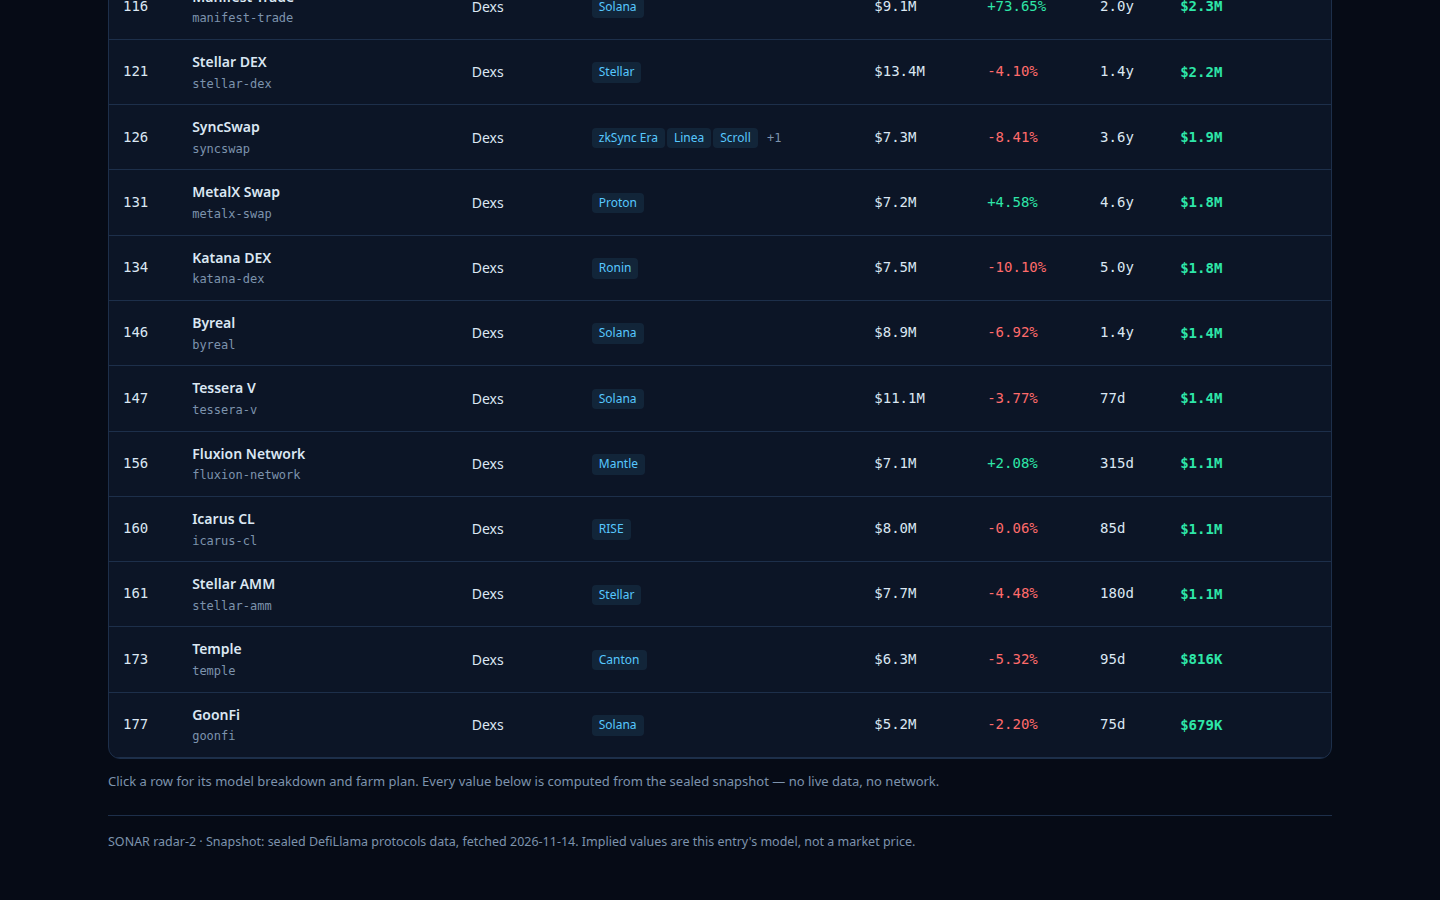 116 Manifest Trade Dexs Solana $9.1M +73.65% 2.0y $2.3M
manifest-trade
121 Stellar DEX Dexs Stellar $13.4M -4.10% 1.4y $2.2M
stellar-dex
126 SyncSwap Dexs zkSync Era Linea Scroll +1 $7.3M -8.41% 3.6y $1.9M
syncswap
131 MetalX Swap Dexs Proton $7.2M +4.58% 4.6y $1.8M
metalx-swap
134 Katana DEX Dexs Ronin $7.5M -10.10% 5.0y $1.8M
katana-dex
146 Byreal Dexs Solana $8.9M -6.92% 1.4y $1.4M
byreal
147 Tessera V Dexs Solana $11.1M -3.77% 77d $1.4M
tessera-v
156 Fluxion Network Dexs Mantle $7.1M +2.08% 315d $1.1M
fluxion-network
160 Icarus CL Dexs RISE $8.0M -0.06% 85d $1.1M
icarus-cl
161 Stellar AMM Dexs Stellar $7.7M -4.48% 180d $1.1M
stellar-amm
173 Temple Dexs Canton $6.3M -5.32% 95d $816K
temple
177 GoonFi Dexs Solana $5.2M -2.20% 75d $679K
goonfi
Click a row for its model breakdown and farm plan. Every value below is computed from the sealed snapshot — no live data, no network.
SONAR radar-2 · Snapshot: sealed DefiLlama protocols data, fetched 2026-11-14. Implied values are this entry's model, not a market price.